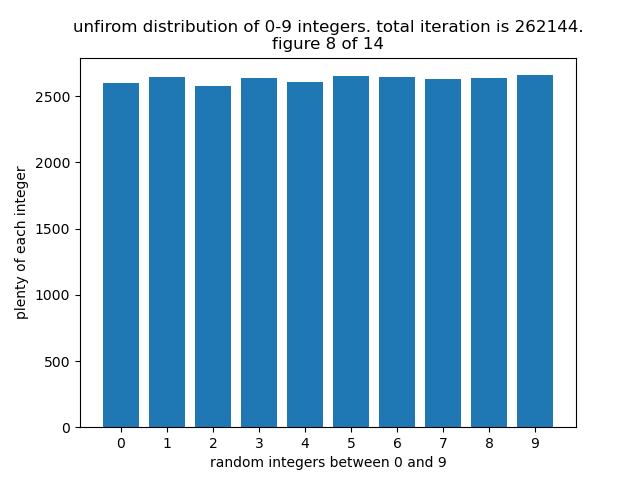 unfirom distribution of 0-9 integers. total iteration is 262144.
figure 8 of 14
plenty of each integer
2500
2000
1500
1000
500
0
0 1 2 3 4 5 6 7 8 9
random integers between 0 and 9